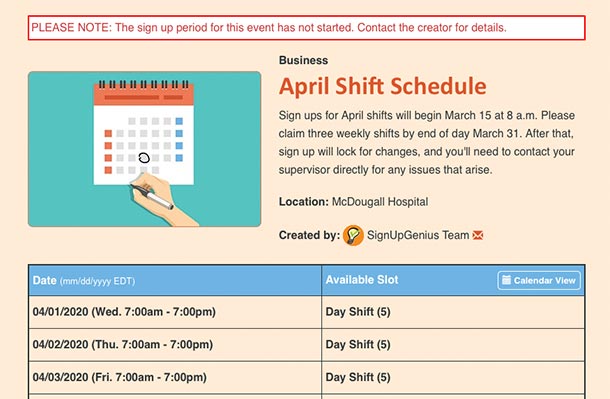 PLEASE NOTE: The sign up period for this event has not started. Contact the creator for details.
Business
April Shift Schedule
Sign ups for April shifts will begin March 15 at 8 a.m. Please
claim three weekly shifts by end of day March 31. After that,
sign up will lock for changes, and you'll need to contact your
supervisor directly for any issues that arise.
Location: McDougall Hospital
Created by: SignUpGenius Team
Date (mm/dd/yyyy EDT) Available Slot Calendar View
04/01/2020 (Wed. 7:00am - 7:00pm) Day Shift (5)
04/02/2020 (Thu. 7:00am - 7:00pm) Day Shift (5)
04/03/2020 (Fri. 7:00am - 7:00pm) Day Shift (5)